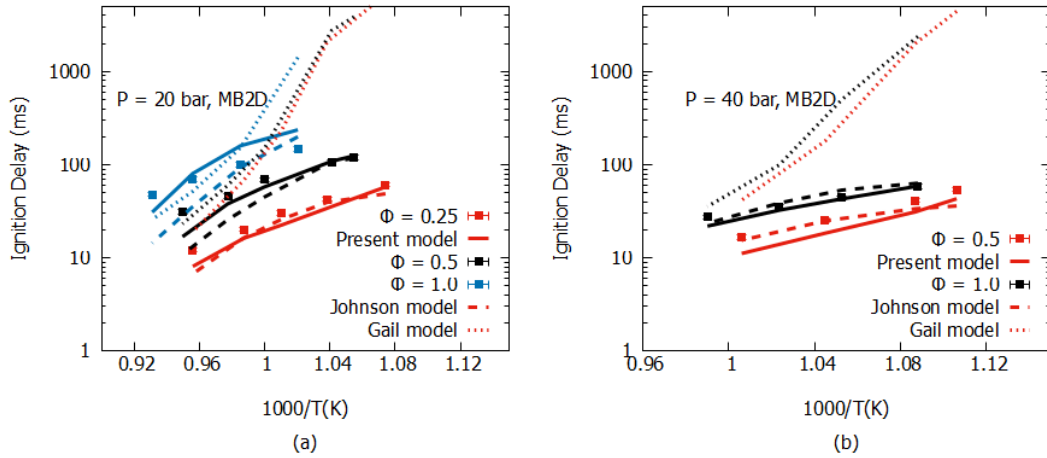 1000
100
10
1
Ignition Delay (ms)
P = 20 bar, MB2D
Φ = 0.25
Present model
Φ = 0.5
Φ = 1.0
Johnson model
Gail model
0.92
0.96
1
1.04
1.08
1.12
1000/T(K)
(a)
1000
100
10
1
Ignition Delay (ms)
P = 40 bar, MB2D
Φ = 0.5
Present model
Φ = 1.0
Johnson model
Gail model
0.96
1
1.04
1.08
1.12
1000/T(K)
(b)